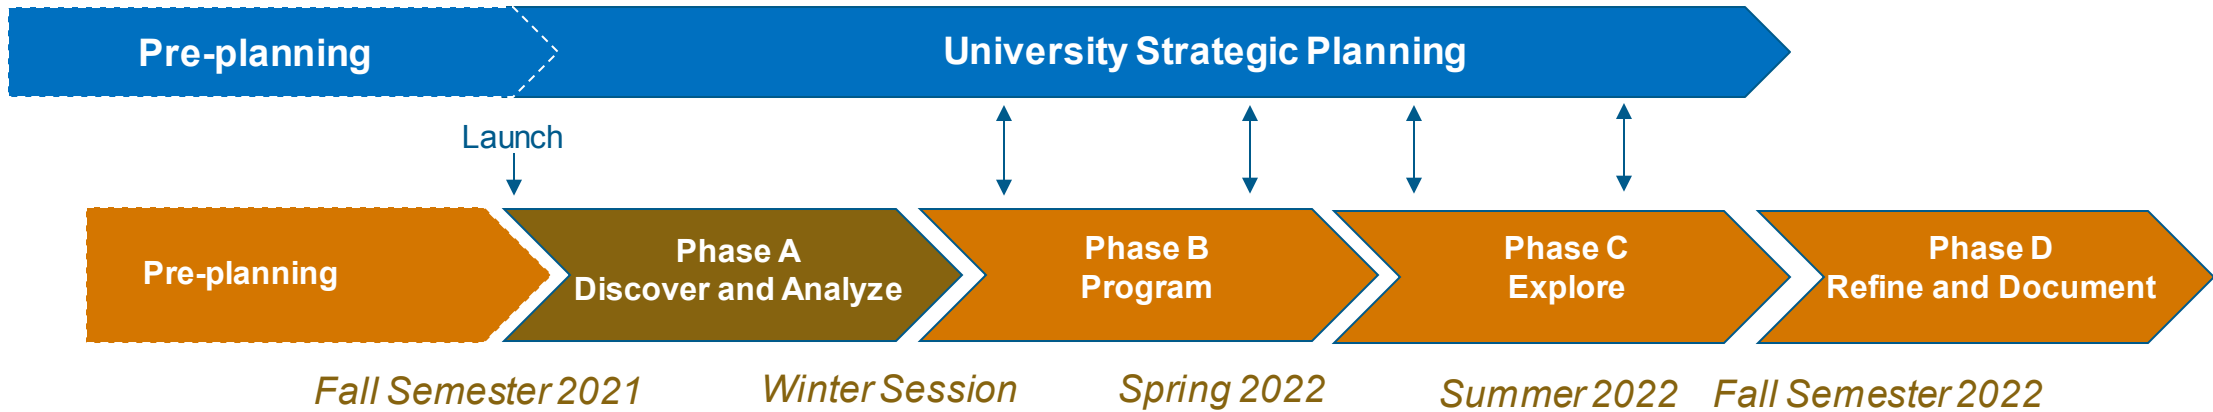 Pre-planning
University Strategic Planning
Launch
Pre-planning
Phase A
Discover and Analyze
Phase B
Program
Phase C
Explore
Phase D
Refine and Document
Fall Semester 2021
Winter Session
Spring 2022
Summer 2022
Fall Semester 2022